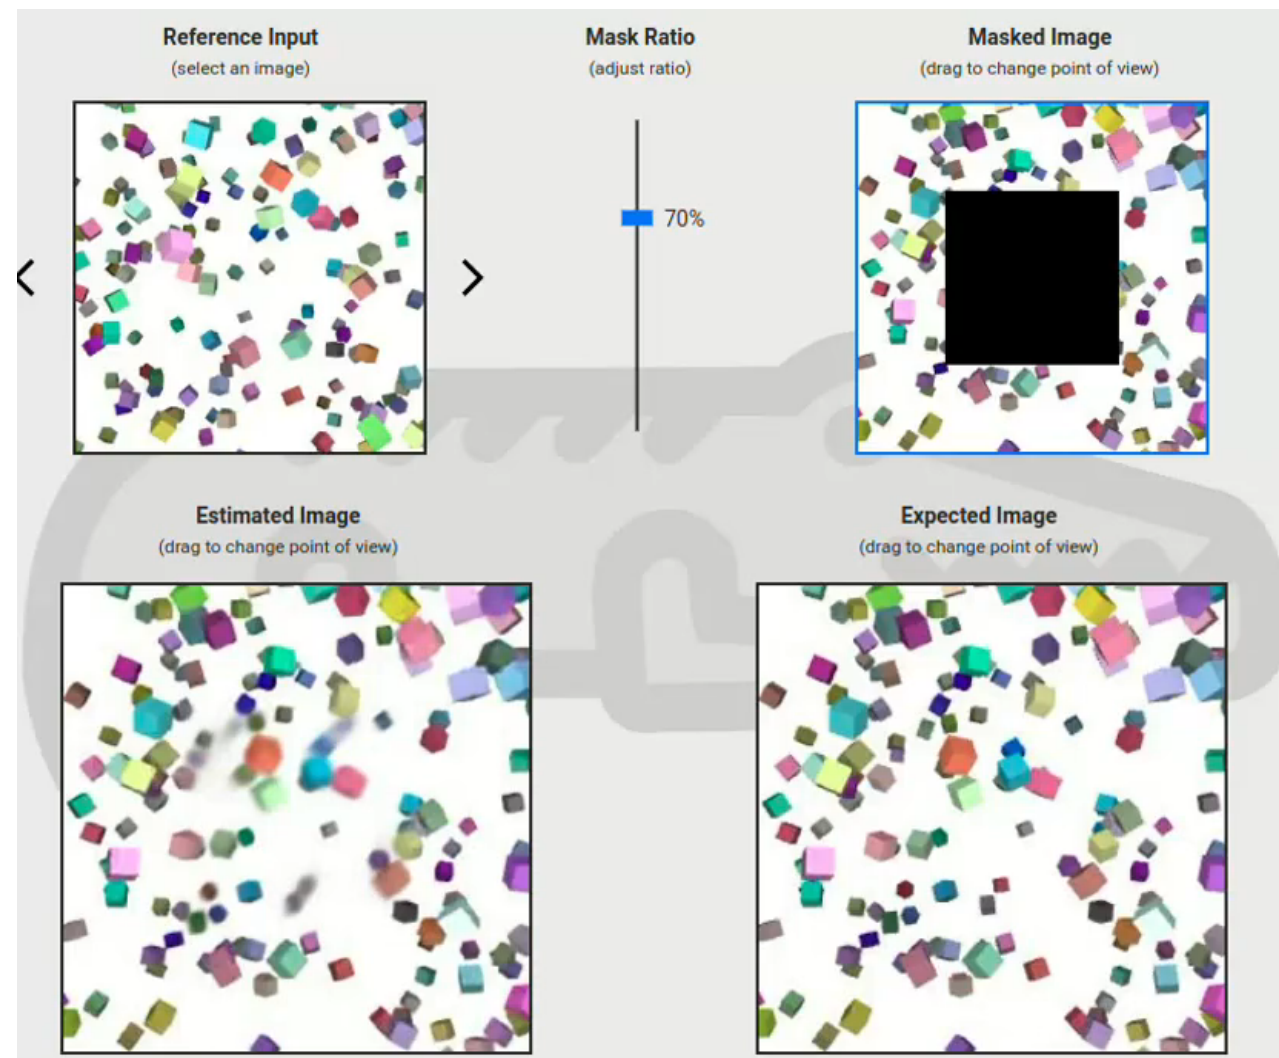 Reference Input
(select an image)
Mask Ratio
(adjust ratio)
Masked Image
(drag to change point of view)
70%
Estimated Image
(drag to change point of view)
Expected Image
(drag to change point of view)